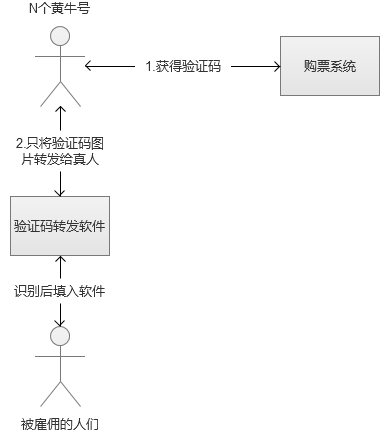 N个黄牛号
1.获得验证码
购票系统
2.只将验证码图
片转发给真人
验证码转发软件
识别后填入软件
被雇佣的人们